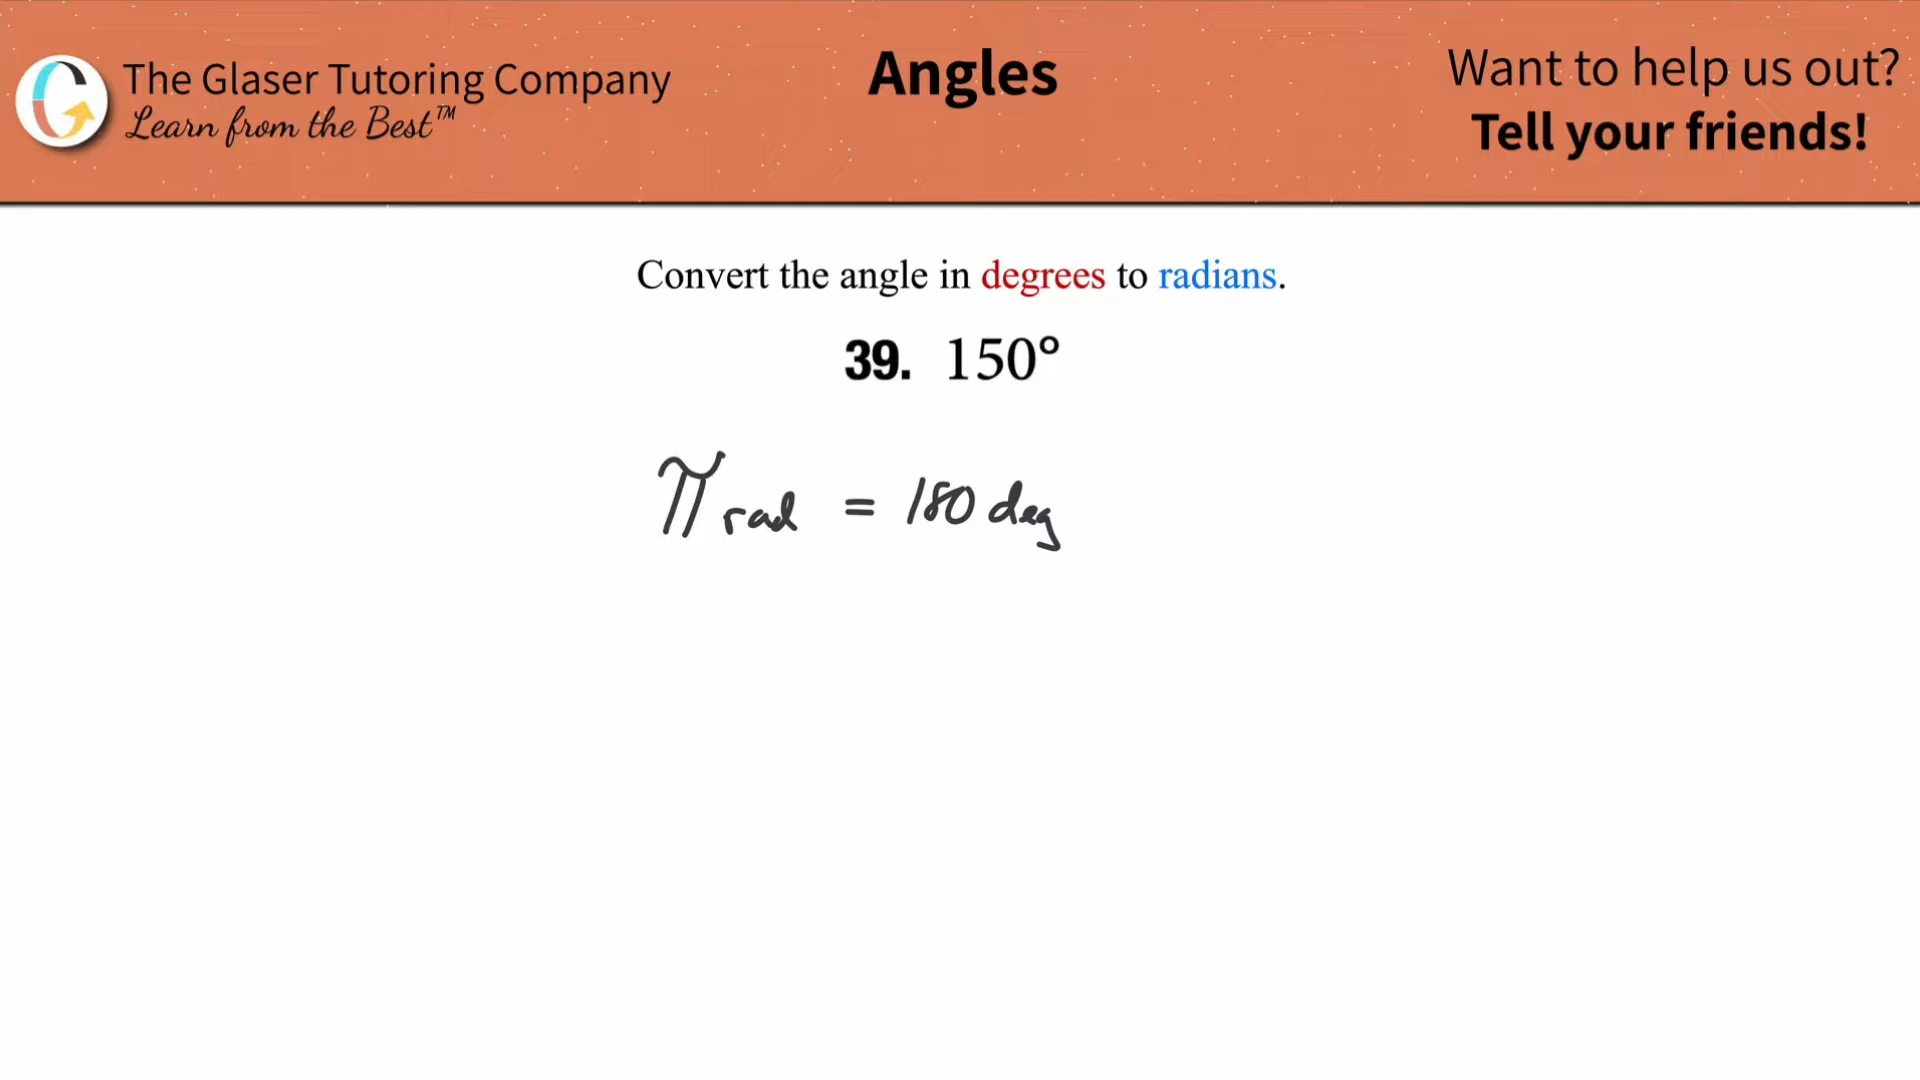 The Glaser Tutoring Company
Learn from the Best™
Angles
Want to help us out?
Tell your friends!
Convert the angle in degrees to radians.
39. 150°
π rad = 180 deg